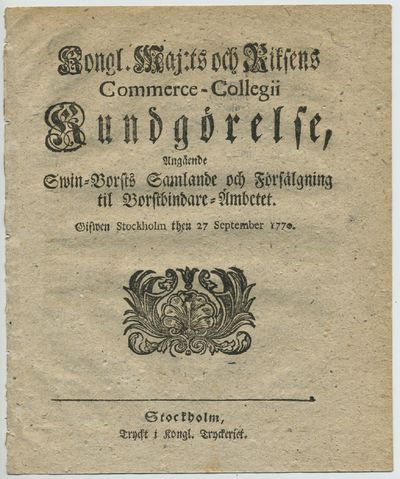 Kongl. Maj:ts och Riksens
Commerce-Collegii
Kundgörelse,
Angående
Swin-Borsts Samlande och Försälgning
til Borstbindare-Ämbetet.
Gifwen Stockholm then 27 September 1770.
Stockholm,
Tryckt i Kongl. Tryckeriet.